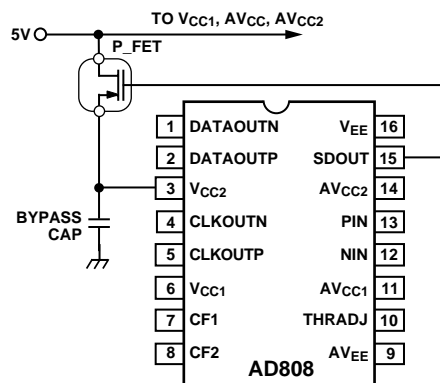 TO VCC1, AVCC, AVCC2
5V
P_FET
1 DATAOUTN VEE 16
2 DATAOUTP SDOUT 15
3 VCC2 AVCC2 14
BYPASS CAP
4 CLKOUTN PIN 13
5 CLKOUTP NIN 12
6 VCC1 AVCC1 11
7 CF1 THRADJ 10
8 CF2 AVEE 9
AD808